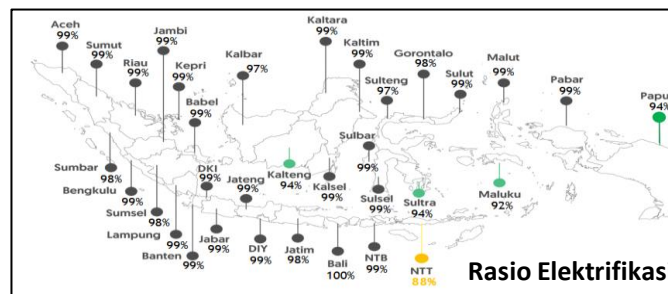 Aceh
99%
Sumut
99%
Riau
99%
Jambi
99%
Kepri
99%
Babel
99%
Kalbar
97%
Kaltara
99%
Kaltim
99%
Sulteng
97%
Gorontalo
98%
Sulut
99%
Malut
99%
Pabar
99%
Papu
94%
Sumbar
98%
Bengkulu
99%
Sumsel
98%
Lampung
99%
Banten
99%
DKI
99%
Jabar
99%
Jateng
99%
DIY
99%
Jatim
98%
Kalteng
94%
Kalsel
99%
Sulbar
99%
Sulsel
99%
Sultra
94%
Maluku
92%
Bali
100%
NTB
99%
NTT
88%
Rasio Elektrifikasi